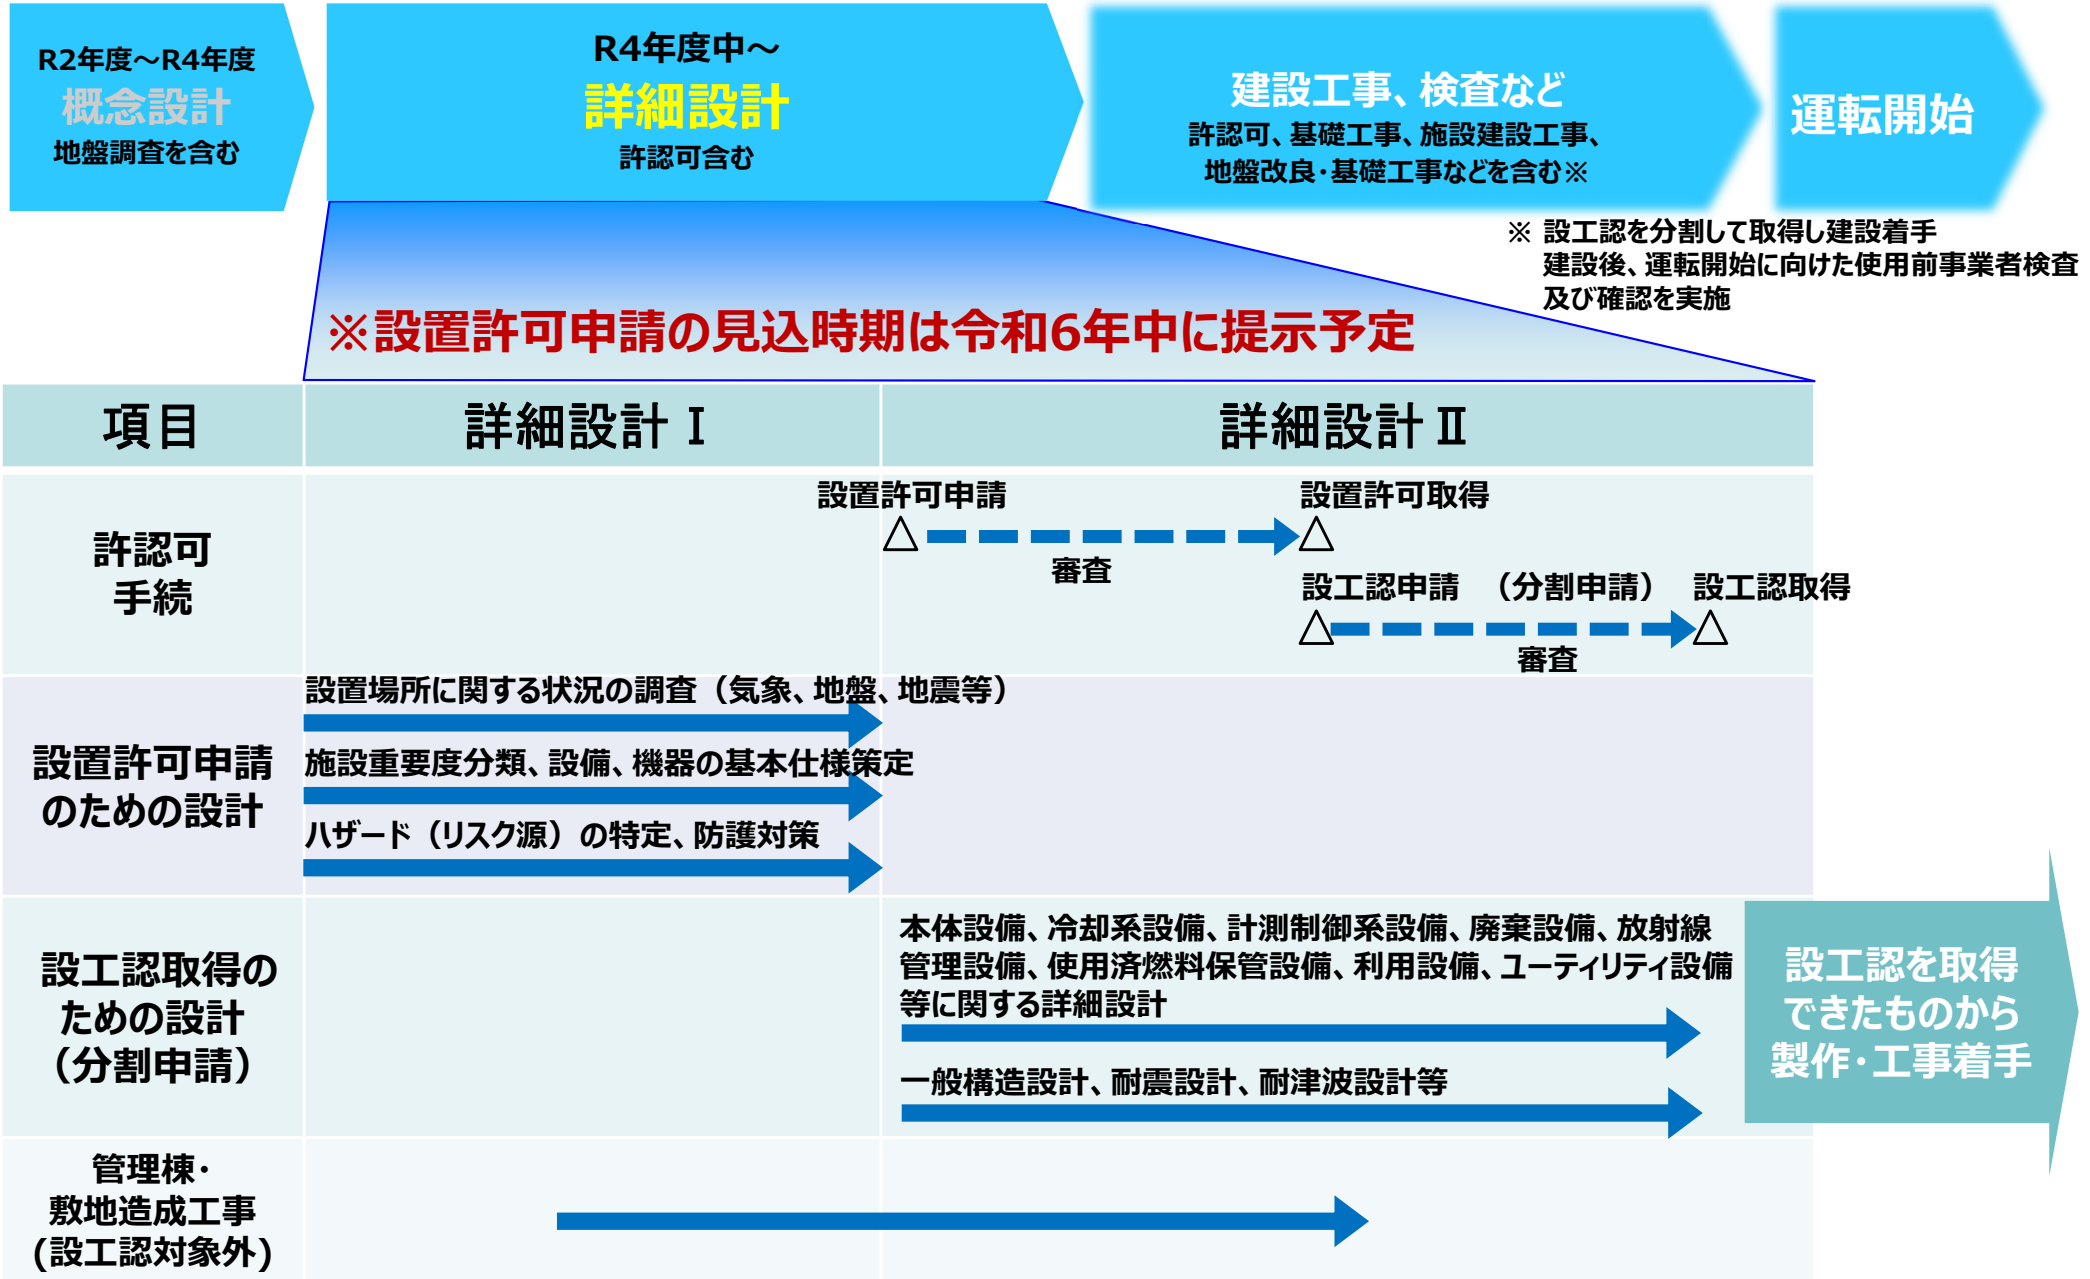 R2年度～R4年度
概念設計
地盤調査を含む
R4年度中～
詳細設計
許認可含む
建設工事、検査など
許認可、基礎工事、施設建設工事、
地盤改良・基礎工事などを含む※
運転開始
※ 設工認を分割して取得し建設着手
建設後、運転開始に向けた使用前事業者検査
及び確認を実施
※設置許可申請の見込時期は令和6年中に提示予定
項目
詳細設計Ⅰ
詳細設計Ⅱ
許認可
手続
設置許可申請
設置許可取得
審査
設工認申請 （分割申請） 設工認取得
審査
設置許可申請
のための設計
設置場所に関する状況の調査（気象、地盤、地震等）
施設重要度分類、設備、機器の基本仕様策定
ハザード（リスク源）の特定、防護対策
設工認取得の
ための設計
（分割申請）
本体設備、冷却系設備、計測制御系設備、廃棄設備、放射線
管理設備、使用済燃料保管設備、利用設備、ユーティリティ設備
等に関する詳細設計
一般構造設計、耐震設計、耐津波設計等
設工認を取得
できたものから
製作・工事着手
管理棟・
敷地造成工事
(設工認対象外)